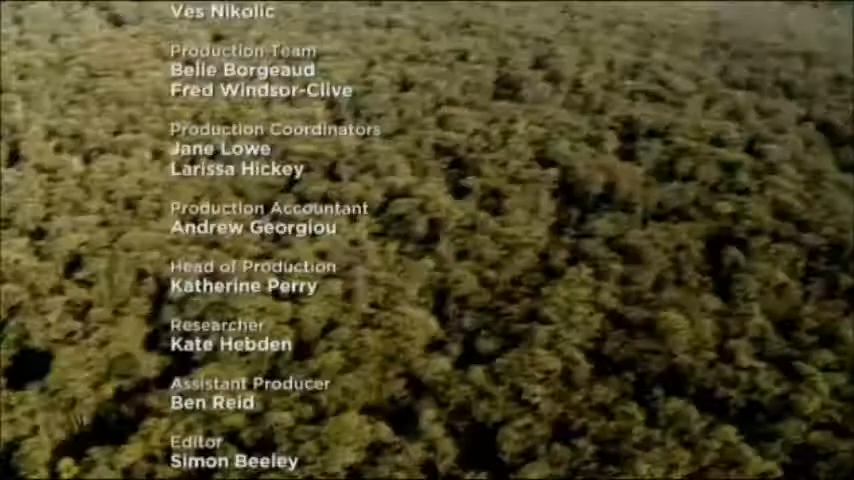 Ves Nikolic
Production Team
Belle Borgeaud
Fred Windsor-Clive
Production Coordinators
Jane Lowe
Larissa Hickey
Production Accountant
Andrew Georgiou
Head of Production
Katherine Perry
Researcher
Kate Hebden
Assistant Producer
Ben Reid
Editor
Simon Beeley